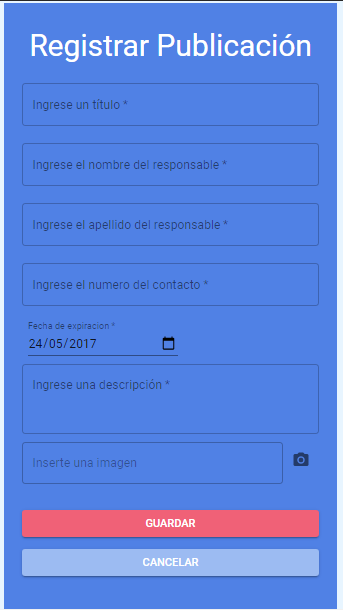 Registrar Publicación
Ingrese un título *
Ingrese el nombre del responsable *
Ingrese el apellido del responsable *
Ingrese el numero del contacto *
Fecha de expiracion *
24/05/2017
Ingrese una descripción *
Inserte una imagen
GUARDAR
CANCELAR